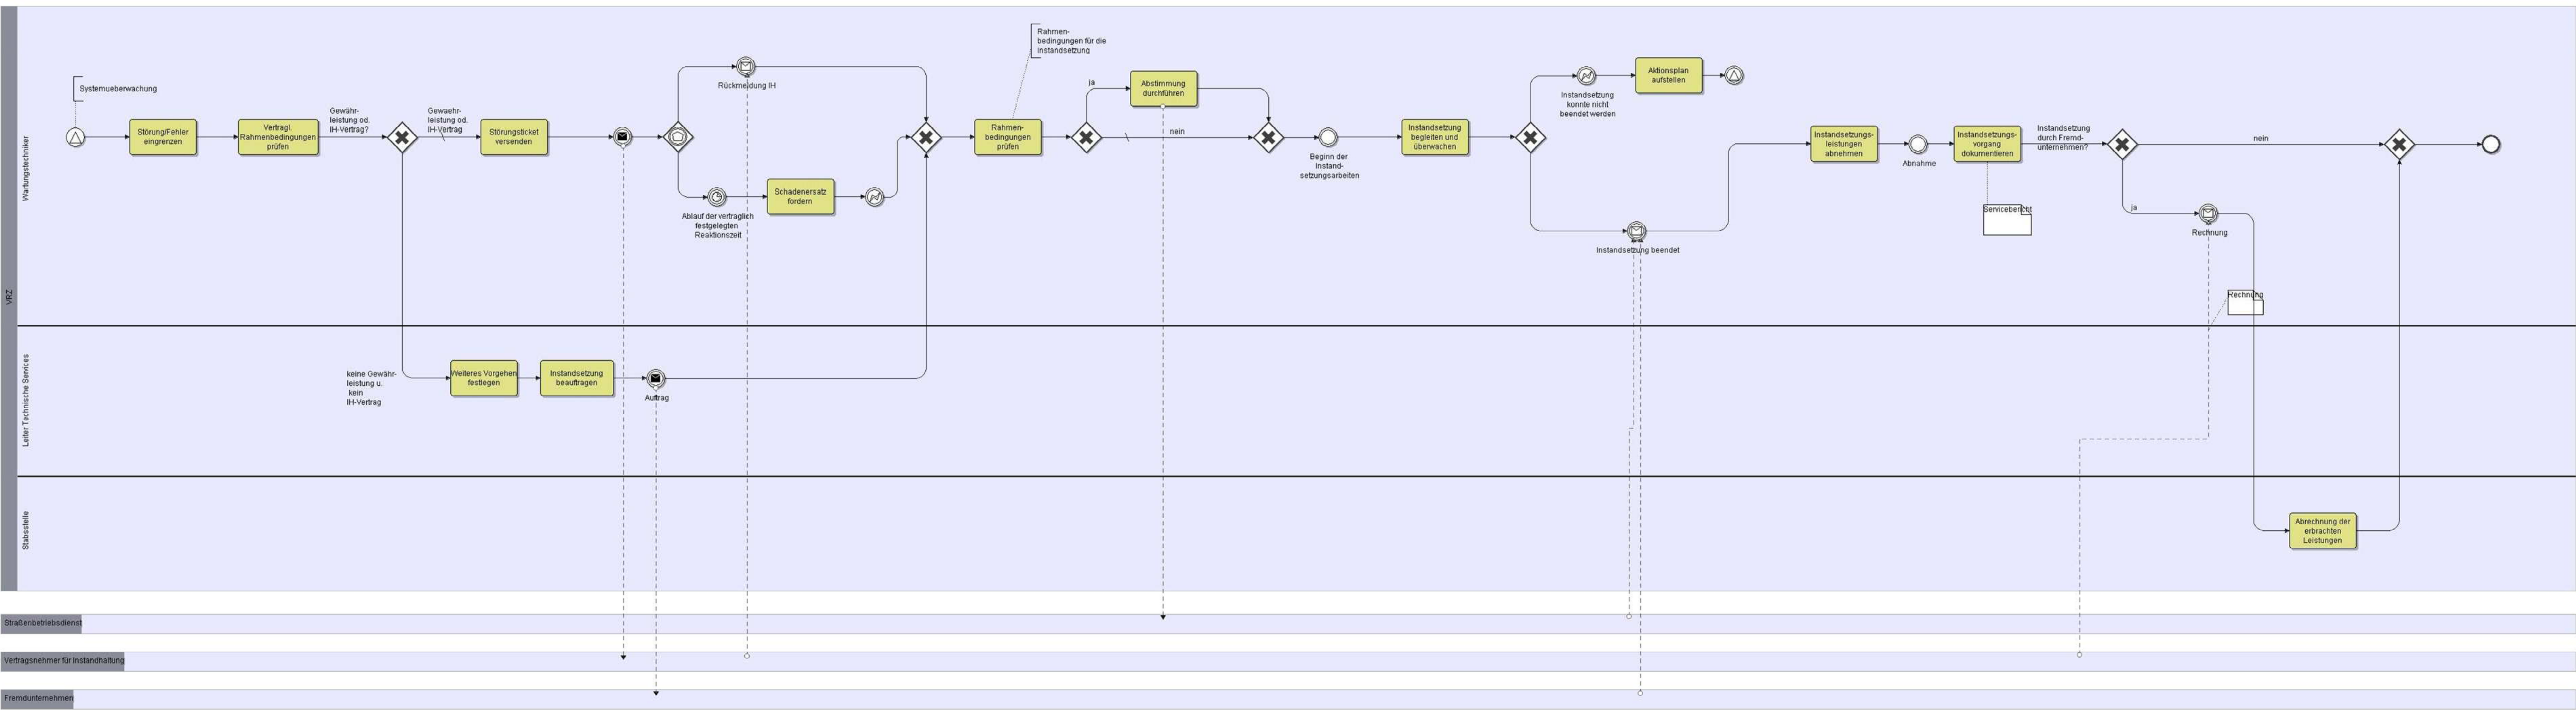 VRZ
Wartungstechniker
Systemueberwachung
Störung/Fehler
eingrenzen
Vertragl.
Rahmenbedingungen
prüfen
Gewähr-
leistung od.
IH-Vertrag?
Gewaehr-
leistung od.
IH-Vertrag
Störungsticket
versenden
Rückmeldung IH
Ablauf der vertraglich
festgelegten
Reaktionszeit
Schadenersatz
fordern
Rahmen-
bedingungen für die
Instandsetzung
Rahmen-
bedingungen
prüfen
ja
Abstimmung
durchführen
nein
Beginn der
Instand-
setzungsarbeiten
Instandsetzung
begleiten und
überwachen
Instandsetzung
konnte nicht
beendet werden
Aktionsplan
aufstellen
Instandsetzung beendet
Instandsetzungs-
leistungen
abnehmen
Abnahme
Instandsetzungs-
vorgang
dokumentieren
Servicebericht
Instandsetzung
durch Fremd-
unternehmen?
nein
ja
Rechnung
Rechnung
Leiter Technische Services
keine Gewähr-
leistung u.
kein
IH-Vertrag
Weiteres Vorgehen
festlegen
Instandsetzung
beauftragen
Auftrag
Stabsstelle
Abrechnung der
erbrachten
Leistungen
Straßenbetriebsdienst
Vertragsnehmer für Instandhaltung
Fremdunternehmen